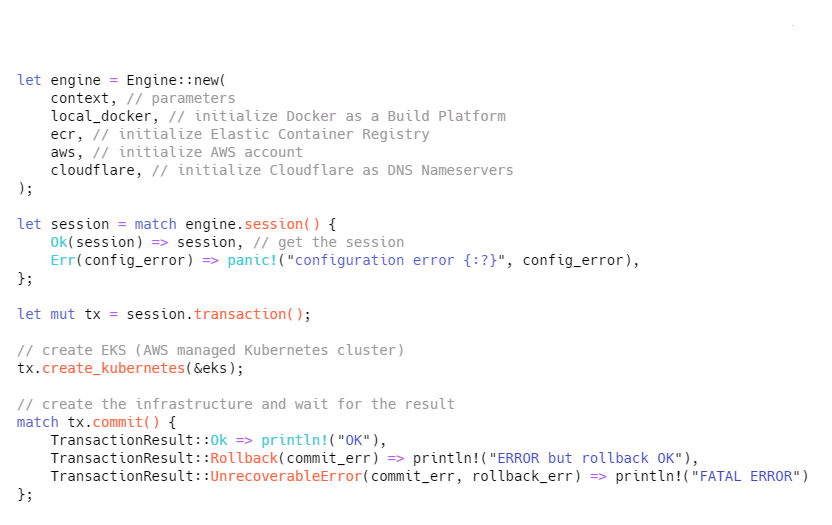 let engine = Engine::new(
    context, // parameters
    local_docker, // initialize Docker as a Build Platform
    ecr, // initialize Elastic Container Registry
    aws, // initialize AWS account
    cloudflare, // initialize Cloudflare as DNS Nameservers
);

let session = match engine.session() {
    Ok(session) => session, // get the session
    Err(config_error) => panic!("configuration error {:?}", config_error),
};

let mut tx = session.transaction();

// create EKS (AWS managed Kubernetes cluster)
tx.create_kubernetes(&eks);

// create the infrastructure and wait for the result
match tx.commit() {
    TransactionResult::Ok => println!("OK"),
    TransactionResult::Rollback(commit_err) => println!("ERROR but rollback OK"),
    TransactionResult::UnrecoverableError(commit_err, rollback_err) => println!("FATAL ERROR")
};